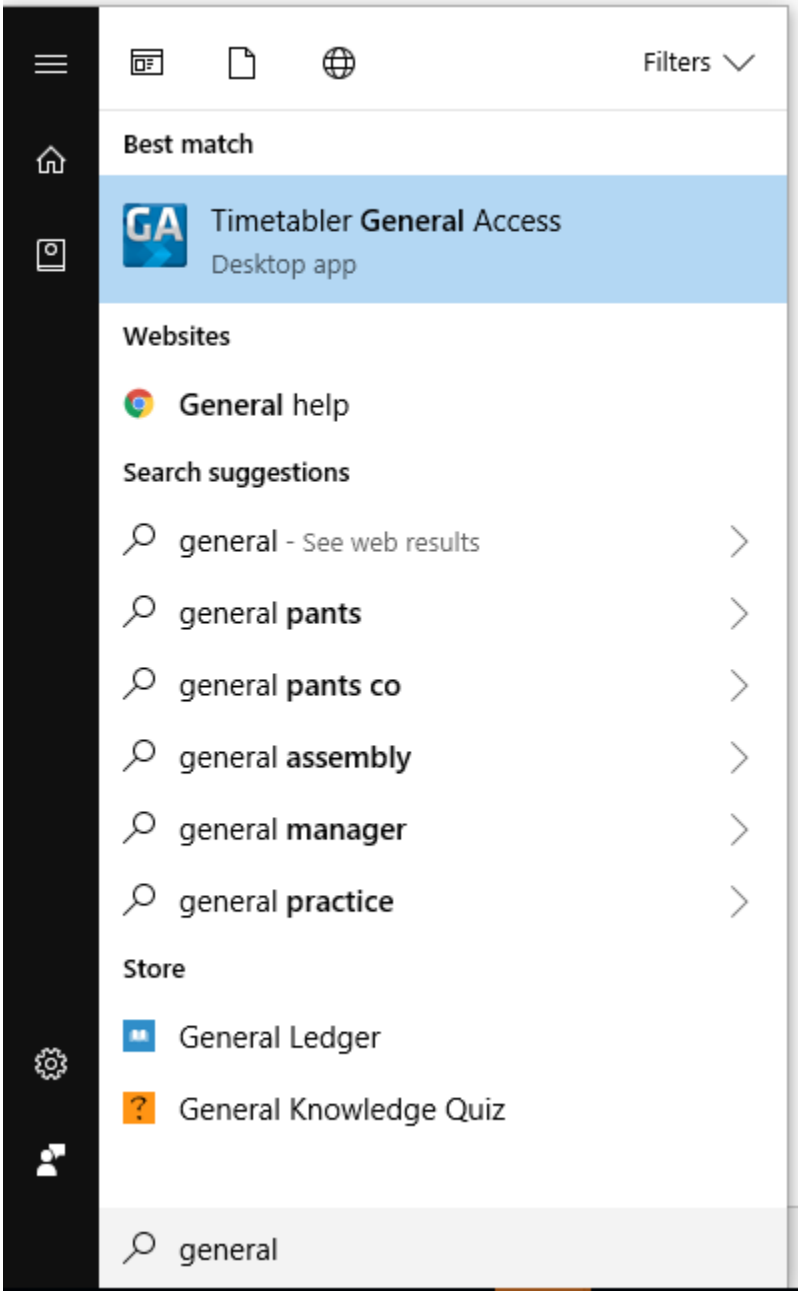 Filters
Best match
GA
Timetabler General Access
Desktop app
Websites
General help
Search suggestions
general - See web results
general pants
general pants co
general assembly
general manager
general practice
Store
General Ledger
?
General Knowledge Quiz
general